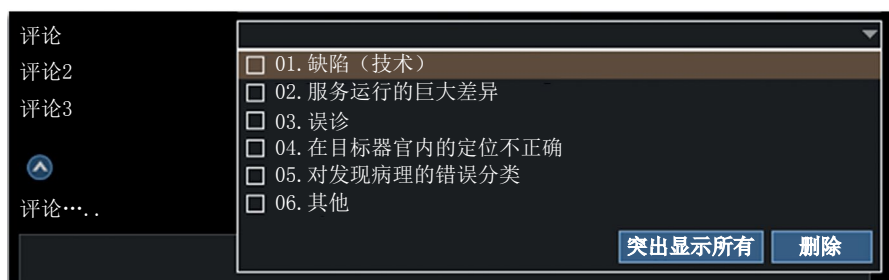 评论
评论2
评论3
评论…..
01.缺陷（技术）
02.服务运行的巨大差异
03.误诊
04.在目标器官内的定位不正确
05.对发现病理的错误分类
06.其他
突出显示所有
删除